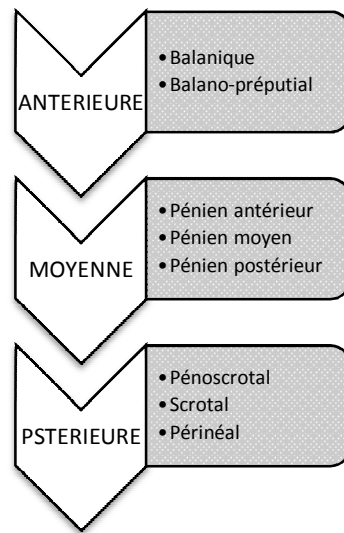 ANTERIEURE
•Balanique
•Balano-préputial
MOYENNE
•Pénien antérieur
•Pénien moyen
•Pénien postérieur
PSTERIEURE
•Pénoscrotal
•Scrotal
•Périnéal